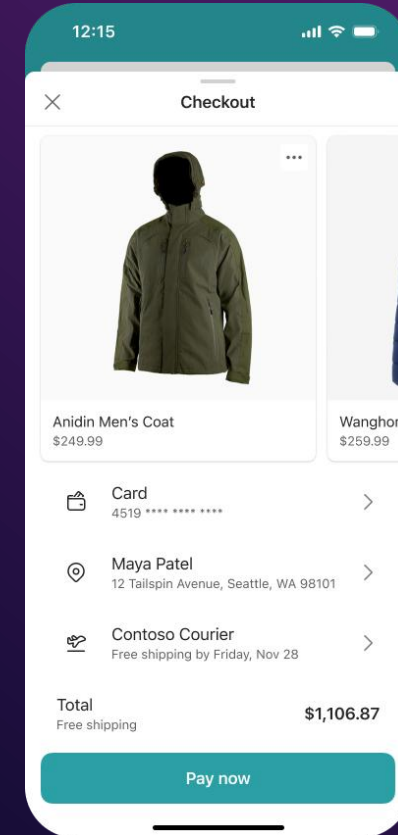 12:15
Checkout
Anidin Men's Coat
$249.99
$259.99
Card
4519 **** **** ****
Maya Patel
12 Tailspin Avenue, Seattle, WA 98101
Contoso Courier
Free shipping by Friday, Nov 28
Total
Free shipping
$1,106.87
Pay now